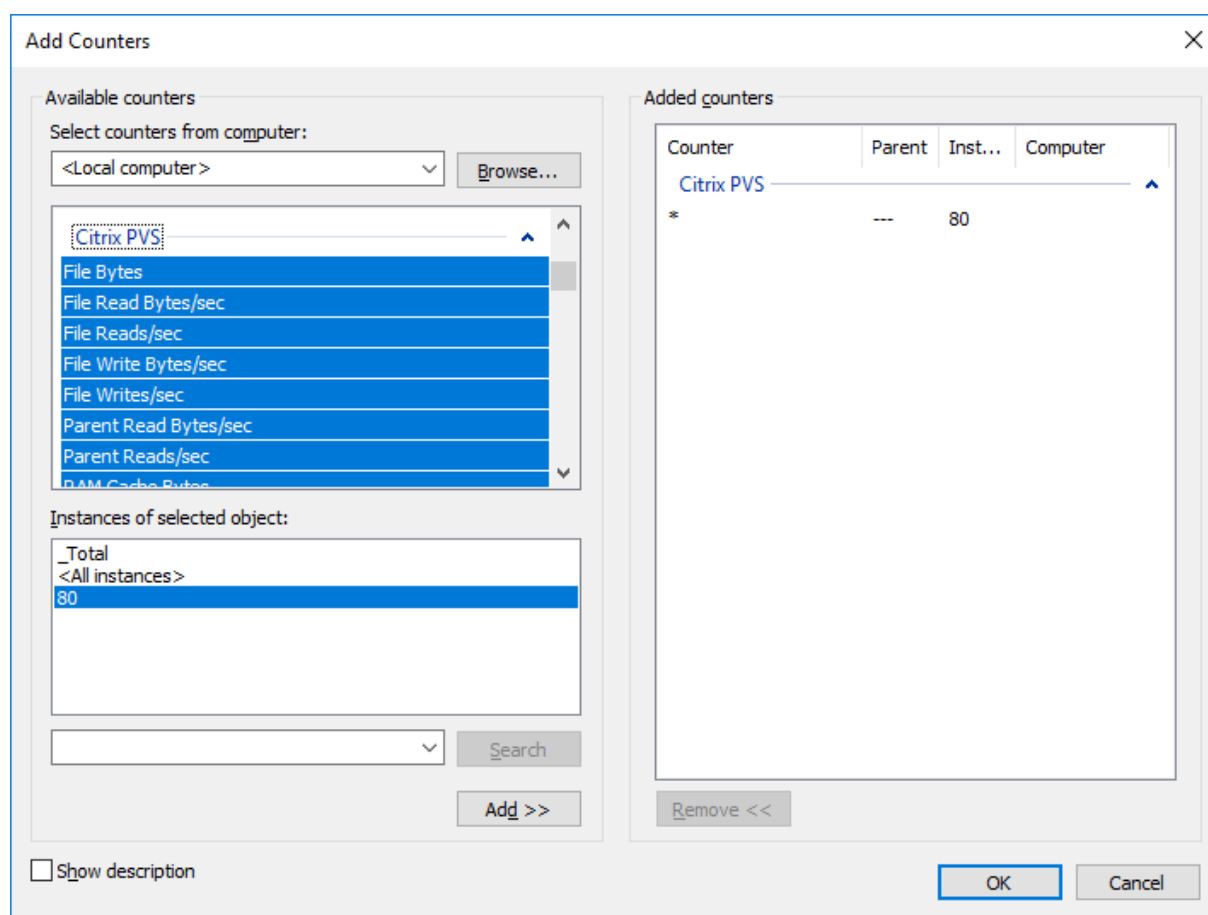 Add Counters
Available counters
Select counters from computer:
<Local computer>
Browse...
Citrix PVS
File Bytes
File Read Bytes/sec
File Reads/sec
File Write Bytes/sec
File Writes/sec
Parent Read Bytes/sec
Parent Reads/sec
RAM Cache Bytes
Instances of selected object:
_Total
<All instances>
80
Search
Add >>
Show description
Added counters
Counter Parent Inst... Computer
Citrix PVS
* --- 80
Remove <<
OK Cancel